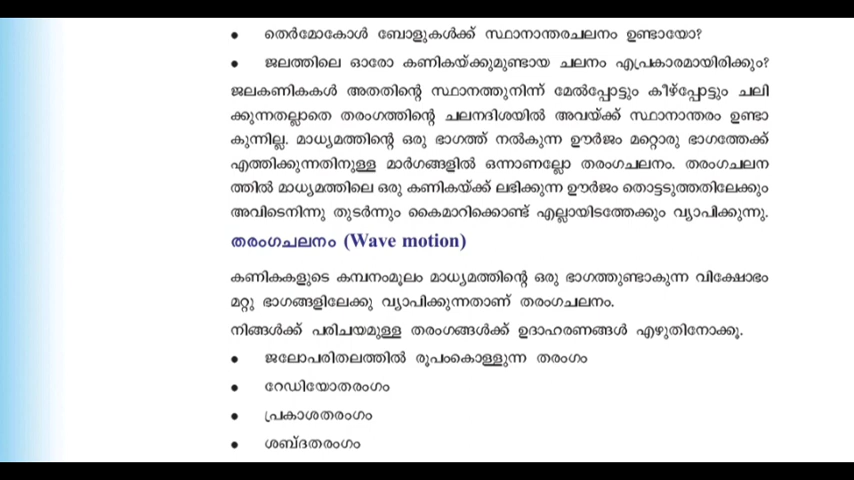 • തെർമോകോൾ ബോളുകൾക്ക് സ്ഥാനാന്തരചലനം ഉണ്ടായോ?
• ജലത്തിലെ ഓരോ കണികയ്ക്കുമുണ്ടായ ചലനം എപ്രകാരമായിരിക്കും?
ജലകണികകൾ അതതിന്റെ സ്ഥാനത്തുനിന്ന് മേൽപ്പോട്ടും കീഴ്പ്പോട്ടും ചലി
ക്കുന്നതല്ലാതെ തരംഗത്തിന്റെ ചലനദിശയിൽ അവയ്ക്ക് സ്ഥാനാന്തരം ഉണ്ടാ
കുന്നില്ല. മാധ്യമത്തിന്റെ ഒരു ഭാഗത്ത് നൽകുന്ന ഊർജം മറ്റൊരു ഭാഗത്തേക്ക്
എത്തിക്കുന്നതിനുള്ള മാർഗങ്ങളിൽ ഒന്നാണല്ലോ തരംഗചലനം. തരംഗചലന
ത്തിൽ മാധ്യമത്തിലെ ഒരു കണികയ്ക്ക് ലഭിക്കുന്ന ഊർജം തൊട്ടടുത്തതിലേക്കും
അവിടെനിന്നു തുടർന്നും കൈമാറിക്കൊണ്ട് എല്ലായിടത്തേക്കും വ്യാപിക്കുന്നു.
തരംഗചലനം (Wave motion)
കണികകളുടെ കമ്പനംമൂലം മാധ്യമത്തിന്റെ ഒരു ഭാഗത്തുണ്ടാകുന്ന വിക്ഷോഭം
മറ്റു ഭാഗങ്ങളിലേക്കു വ്യാപിക്കുന്നതാണ് തരംഗചലനം.
നിങ്ങൾക്ക് പരിചയമുള്ള തരംഗങ്ങൾക്ക് ഉദാഹരണങ്ങൾ എഴുതിനോക്കൂ.
• ജലോപരിതലത്തിൽ രൂപംകൊള്ളുന്ന തരംഗം
• റേഡിയോതരംഗം
• പ്രകാശതരംഗം
• ശബ്ദതരംഗം